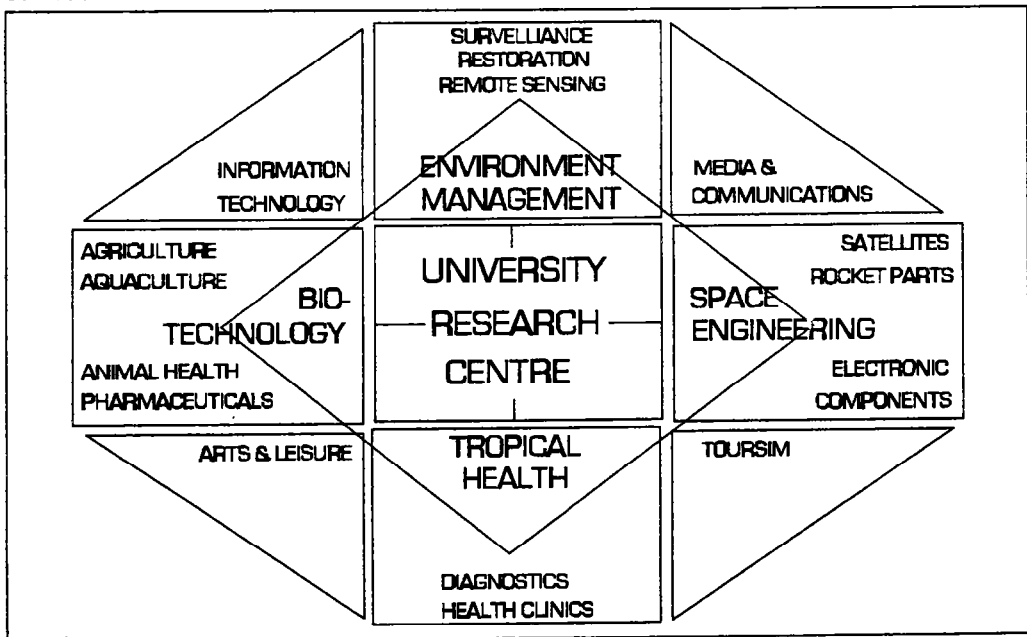 SURVELLIANCE
RESTORATION
REMOTE SENSING
INFORMATION
TECHNOLOGY
ENVIRONMENT
MANAGEMENT
MEDIA &
COMMUNICATIONS
AGRICULTURE
AQUACULTURE
BIO-
TECHNOLOGY
ANIMAL HEALTH
PHARMACEUTICALS
UNIVERSITY
RESEARCH
CENTRE
SATELLITES
ROCKET PARTS
SPACE
ENGINEERING
ELECTRONIC
COMPONENTS
ARTS & LEISURE
TROPICAL
HEALTH
TOURSIM
DIAGNOSTICS
HEALTH CLINICS